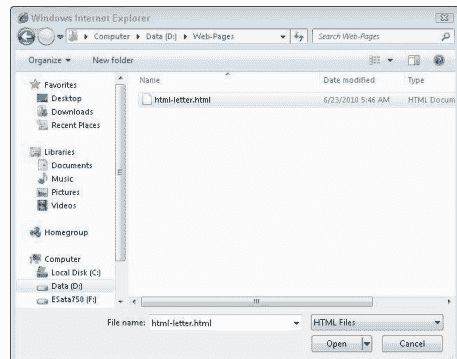 Windows Internet Explorer
Computer ▸ Data (D:) ▸ Web-Pages
Search Web-Pages
Organize New folder
Favorites
Desktop
Downloads
Recent Places
Libraries
Documents
Music
Pictures
Videos
Homegroup
Computer
Local Disk (C:)
Data (D:)
ESata750 (F:)
Name Date modified Type
html-letter.html 6/23/2010 5:46 AM HTML Docum
File name: html-letter.html HTML Files
Open Cancel